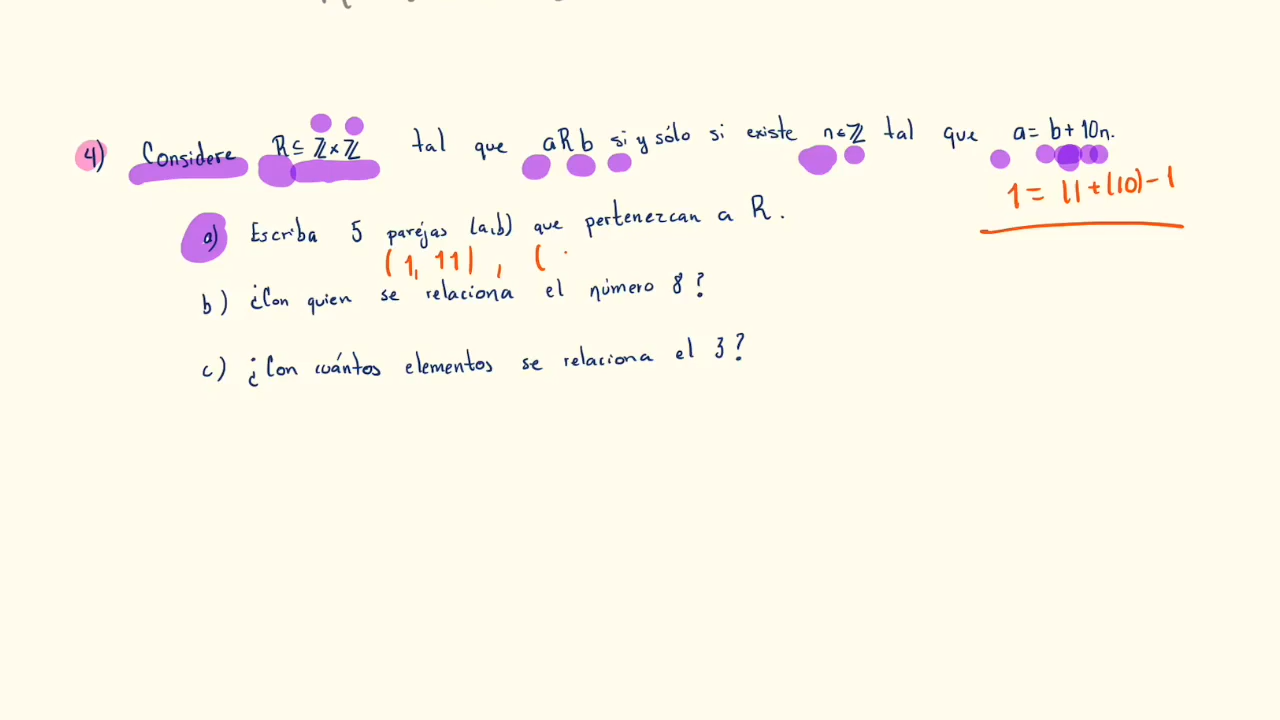 4) Considere R ⊆ ℤ×ℤ tal que aRb si y sólo si existe n∈ℤ tal que a= b+10n.
1 = 11+(10)-1
a) Escriba 5 parejas (a,b) que pertenezcan a R.
(1, 11) , (
b) ¿Con quien se relaciona el número 8?
c) ¿Con cuántos elementos se relaciona el 3?